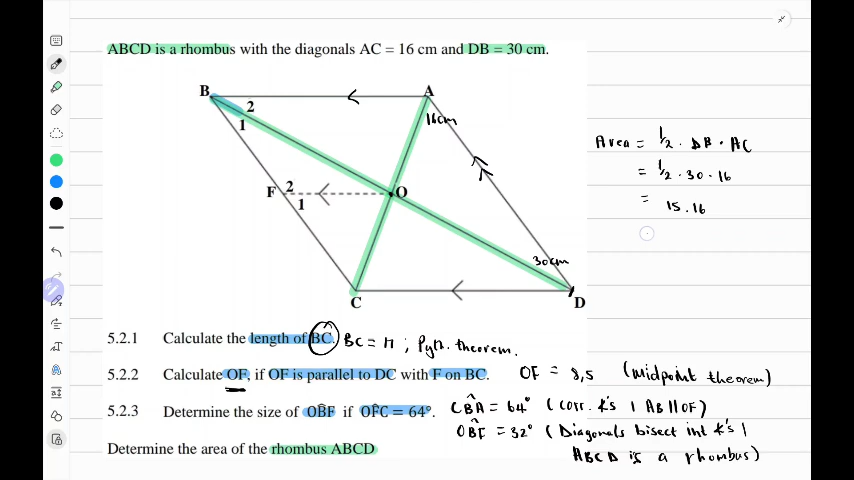 ABCD is a rhombus with the diagonals AC = 16 cm and DB = 30 cm.
B
A
2
1
16cm
F
2
1
O
30cm
C
D
Area = 1/2 . DB . AC
= 1/2 . 30 . 16
= 15.16
5.2.1 Calculate the length of BC. BC = 17 ; Pyth. theorem.
5.2.2 Calculate OF, if OF is parallel to DC with F on BC. OF = 8,5 (midpoint theorem)
5.2.3 Determine the size of OB̂F if OF̂C = 64°. CB̂A = 64° (corr. ∠'s | AB || OF)
OB̂F = 32° (Diagonals bisect int ∠'s |
ABCD is a rhombus)
Determine the area of the rhombus ABCD